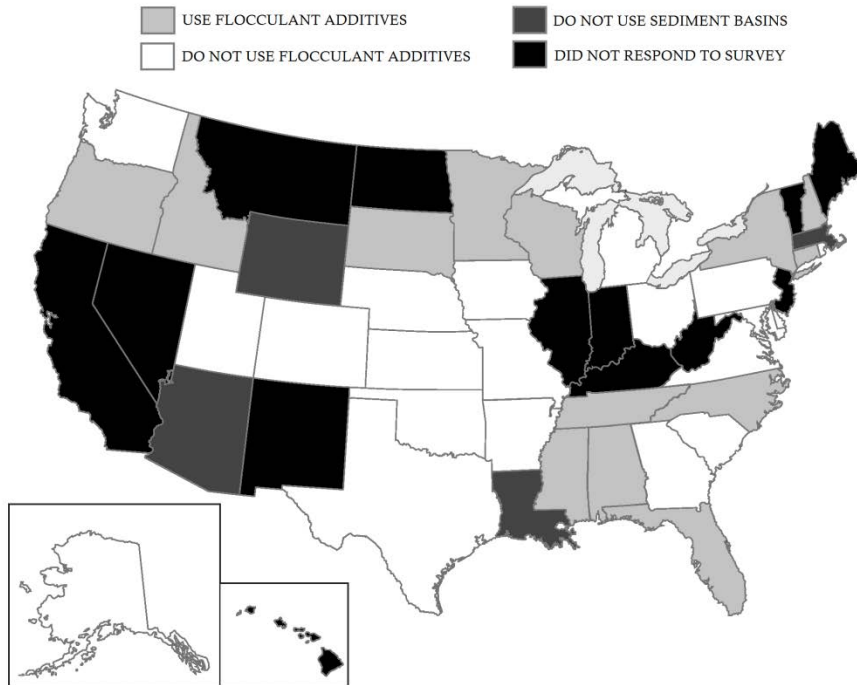 USE FLOCCULANT ADDITIVES
DO NOT USE SEDIMENT BASINS
DO NOT USE FLOCCULANT ADDITIVES
DID NOT RESPOND TO SURVEY